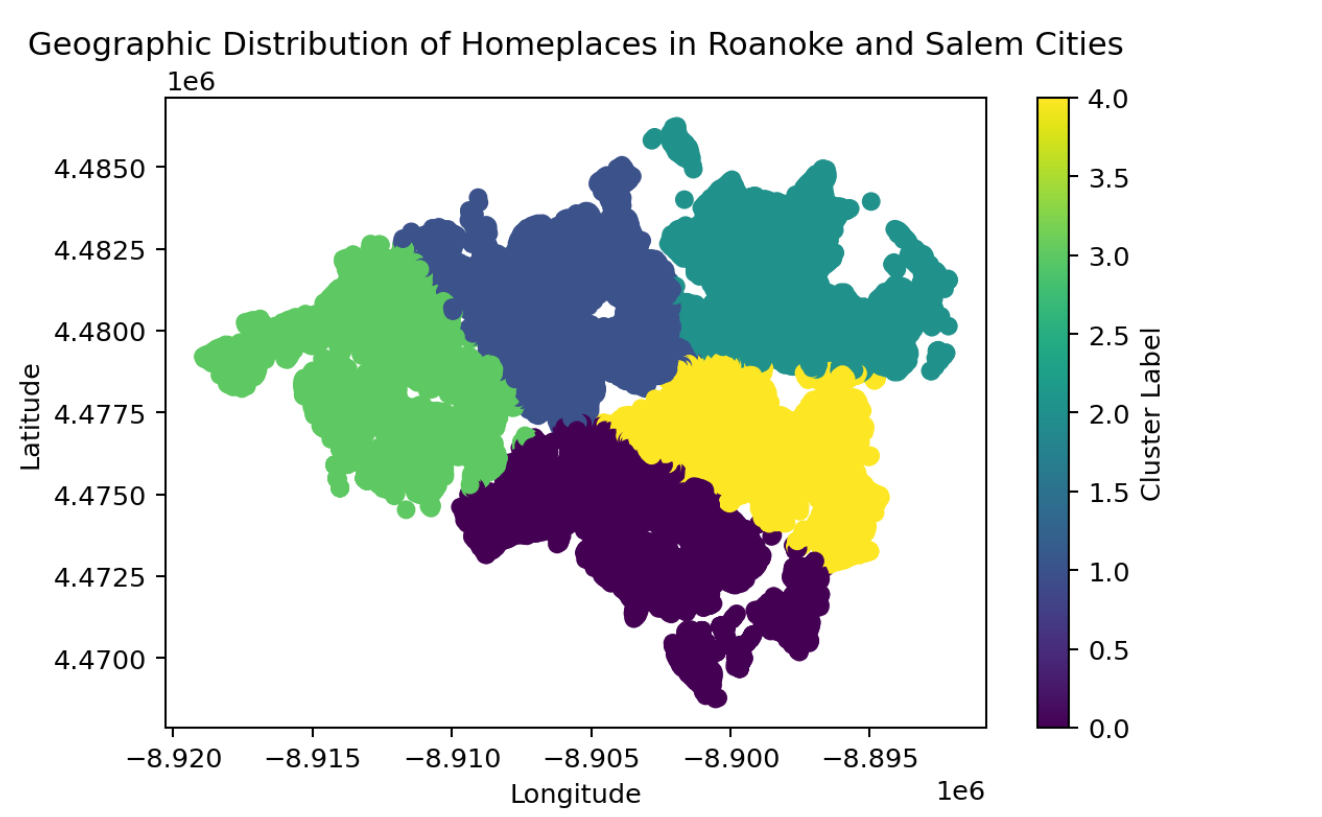 Geographic Distribution of Homeplaces in Roanoke and Salem Cities
1e6
4.4850
4.4825
4.4800
4.4775
4.4750
4.4725
4.4700
Latitude
−8.920 −8.915 −8.910 −8.905 −8.900 −8.895
Longitude
1e6
4.0
3.5
3.0
2.5
2.0
1.5
1.0
0.5
0.0
Cluster Label